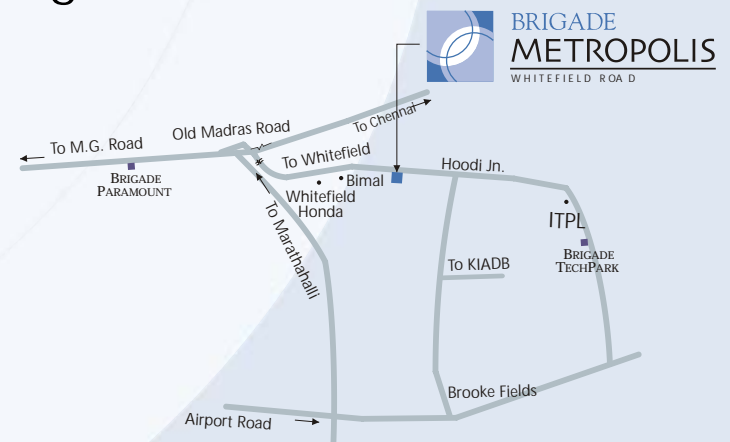 BRIGADE
METROPOLIS
WHITEFIELD ROAD
To Chennai
Old Madras Road
To M.G. Road
To Whitefield
Hoodi Jn.
BRIGADE
PARAMOUNT
Bimal
Whitefield
Honda
ITPL
To Marathahalli
BRIGADE
TECHPARK
To KIADB
Brooke Fields
Airport Road